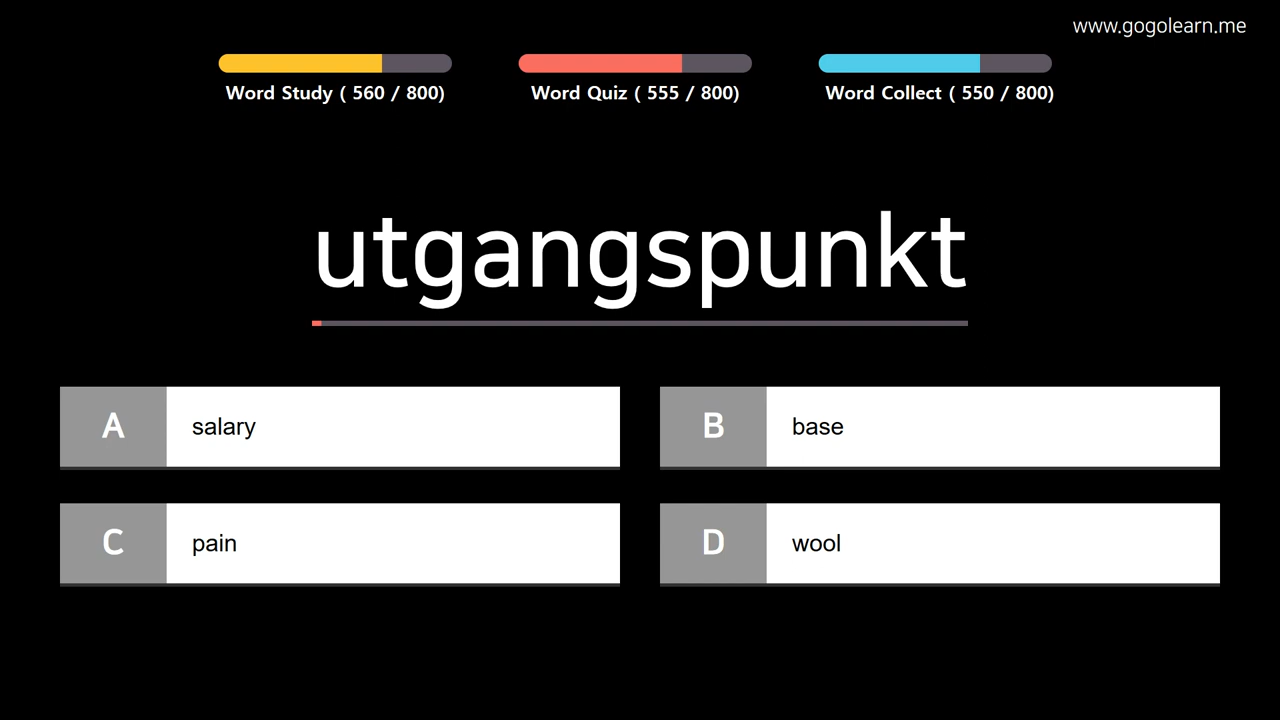 www.gogolearn.me
Word Study ( 560 / 800)
Word Quiz ( 555 / 800)
Word Collect ( 550 / 800)
utgangspunkt
A salary
B base
C pain
D wool